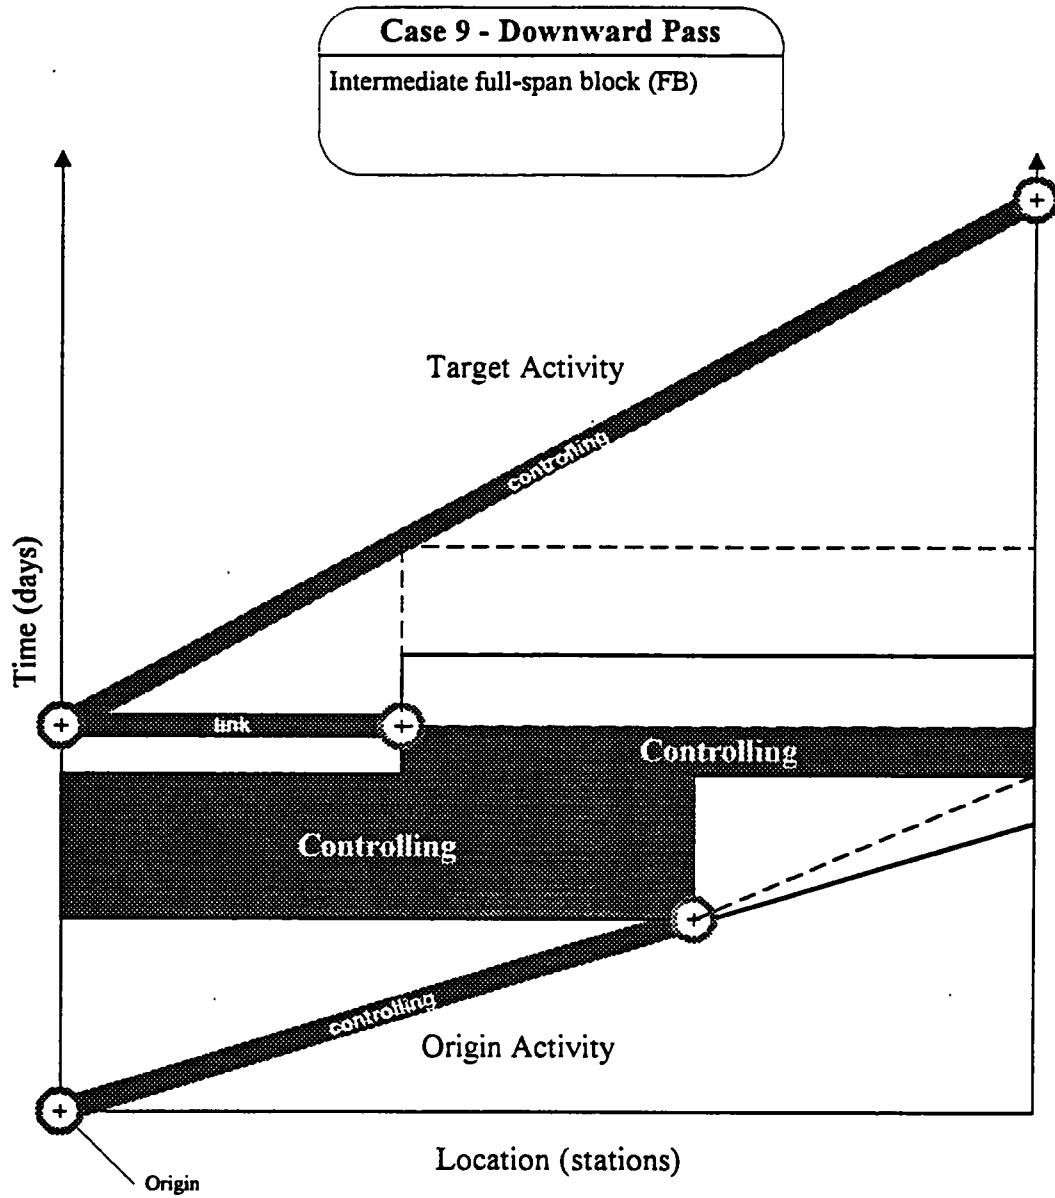 Case 9 - Downward Pass
Intermediate full-span block (FB)
Target Activity
controlling
Time (days)
link
Controlling
Controlling
controlling
Origin Activity
Location (stations)
Origin